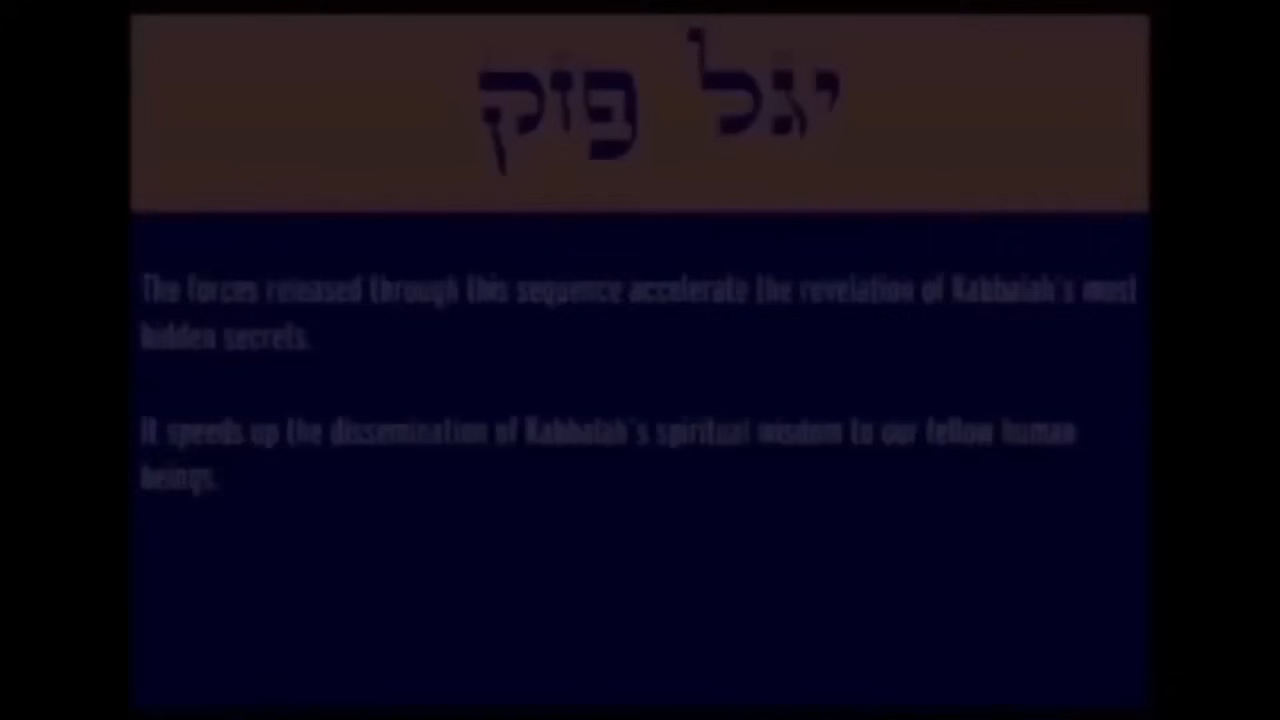 יגל פזק
The forces released through this sequence accelerate the revelation of Kabbalah's most
hidden secrets.
It speeds up the dissemination of Kabbalah's spiritual wisdom to our fellow human
beings.